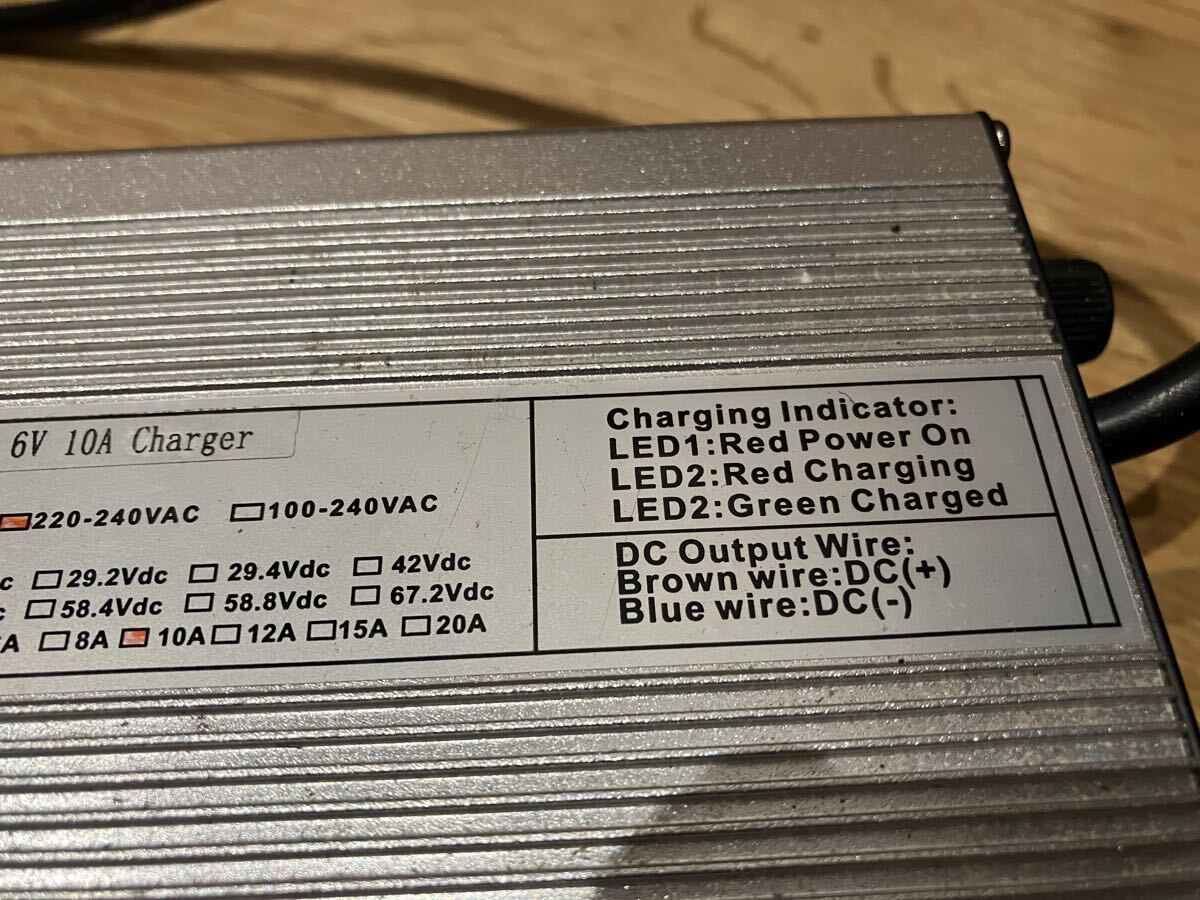 6V 10A Charger
220-240VAC 100-240VAC
c 29.2Vdc 29.4Vdc 42Vdc
58.4Vdc 58.8Vdc 67.2Vdc
A 8A 10A 12A 15A 20A
Charging Indicator:
LED1:Red Power On
LED2:Red Charging
LED2:Green Charged
DC Output Wire:
Brown wire:DC(+)
Blue wire:DC(-)